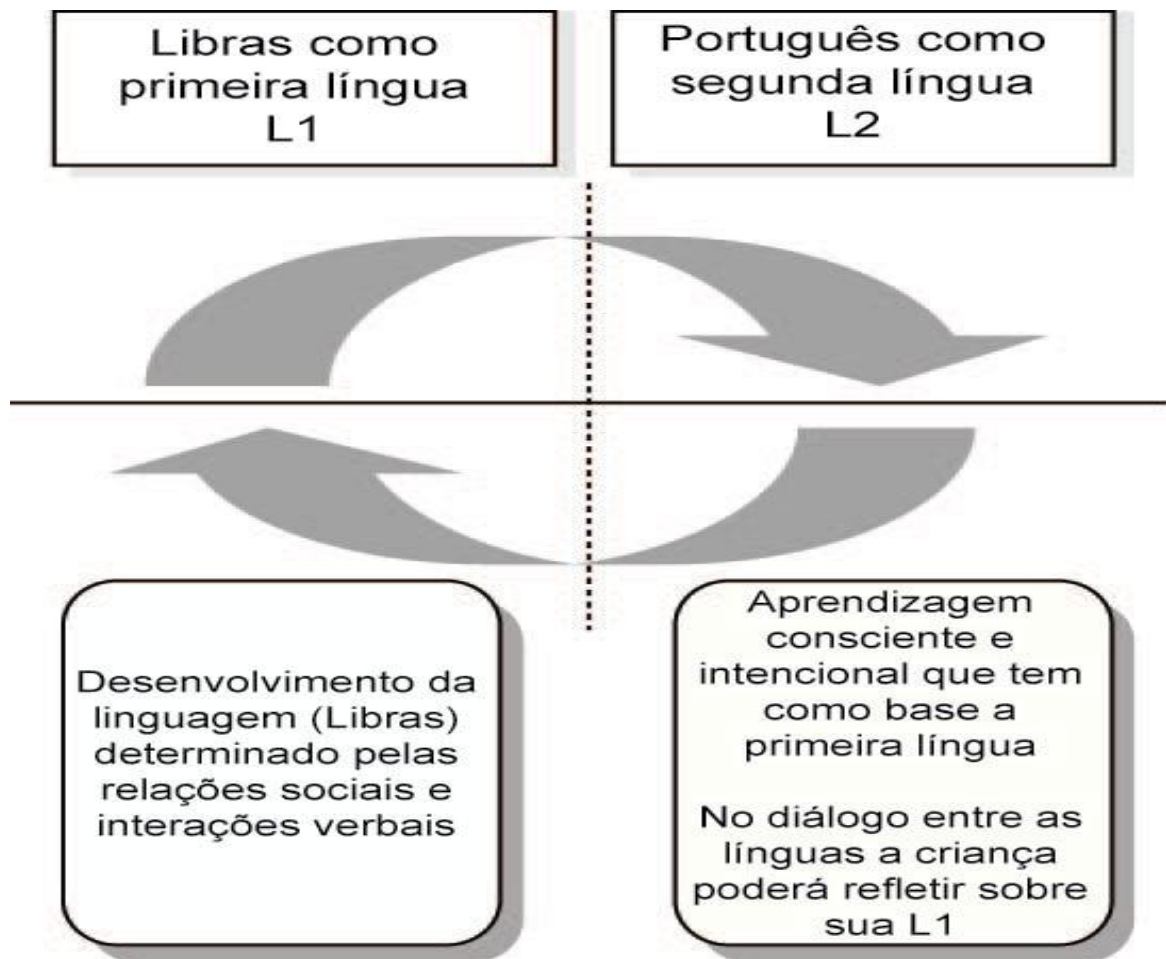 Libras como
primeira língua
L1
Português como
segunda língua
L2
Desenvolvimento da
linguagem (Libras)
determinado pelas
relações sociais e
interações verbais
Aprendizagem
consciente e
intencional que tem
como base a
primeira língua
No diálogo entre as
línguas a criança
poderá refletir sobre
sua L1